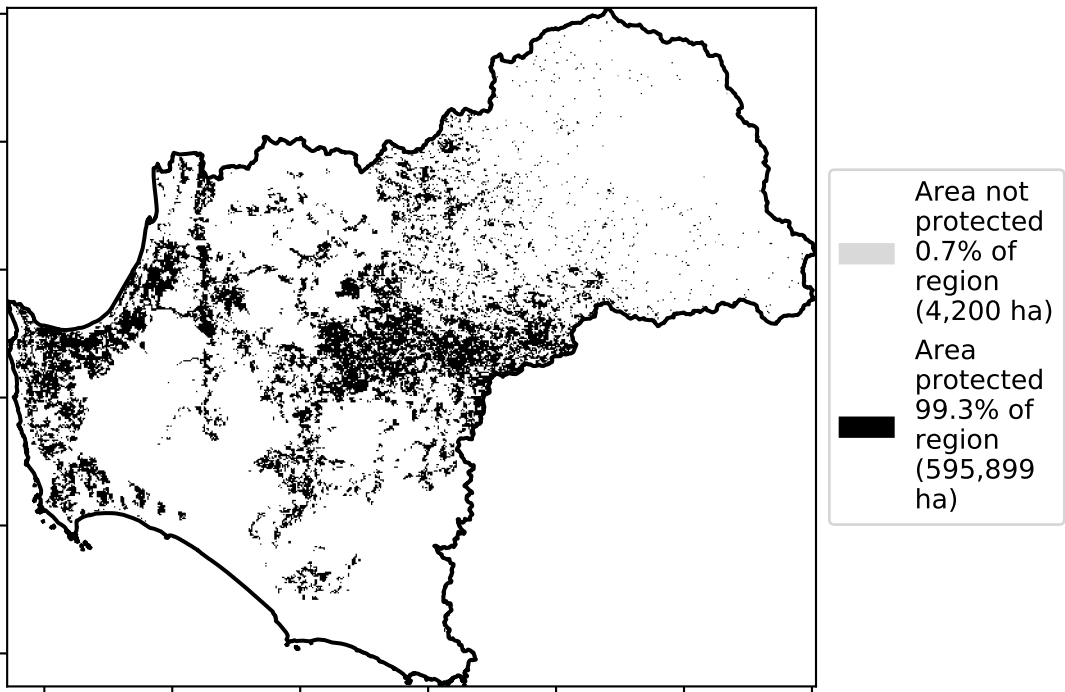 Area not
protected
0.7% of
region
(4,200 ha)
Area
protected
99.3% of
region
(595,899
ha)